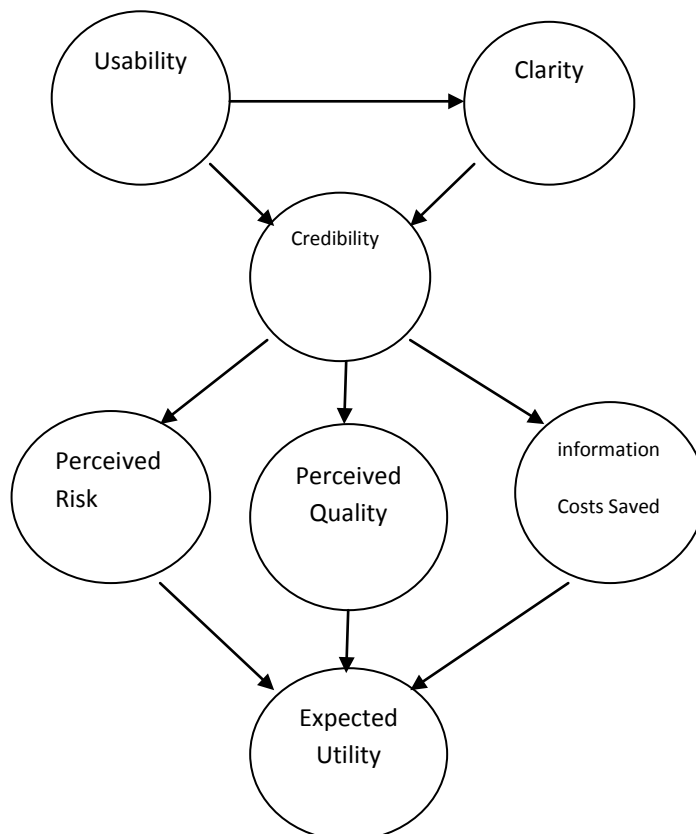 Usability
Clarity
Credibility
Perceived
Risk
Perceived
Quality
information
Costs Saved
Expected
Utility